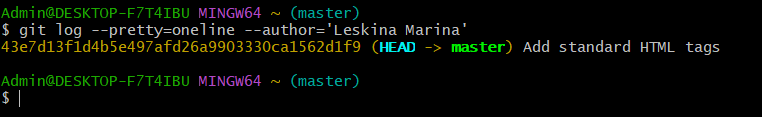 Admin@DESKTOP-F7T4IBU MINGW64 ~ (master)
$ git log --pretty=oneline --author='Leskina Marina'
43e7d13f1d4b5e497afd26a9903330ca1562d1f9 (HEAD -> master) Add standard HTML tags
Admin@DESKTOP-F7T4IBU MINGW64 ~ (master)
$